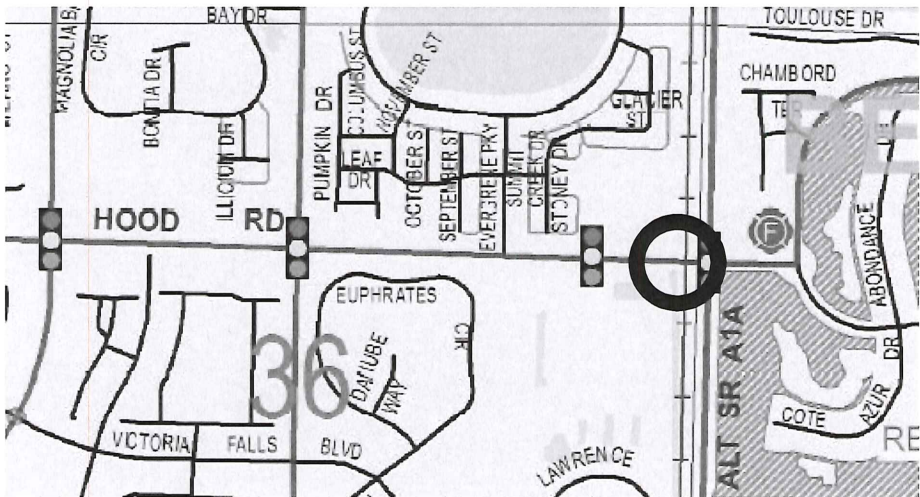 BAY DR
TOULOUSE DR
MAGNOLIA
CIR
BONITA DR
COLUMBUS ST
NOVEMBER ST
CHAMBORD
TER
GLACIER
ST
PUMPKIN DR
LEAF
DR
OCTOBER ST
SEPTEMBER ST
EVERGRENE PKY
SUMMIT
CREEK DR
STONEY DR
HOOD RD
ABONDANCE
DR
EUPHRATES
CIR
36
DANUBE
WAY
ALT SR A1A
COTE
AZUR
VICTORIA FALLS BLVD
LAWRENCE
RE